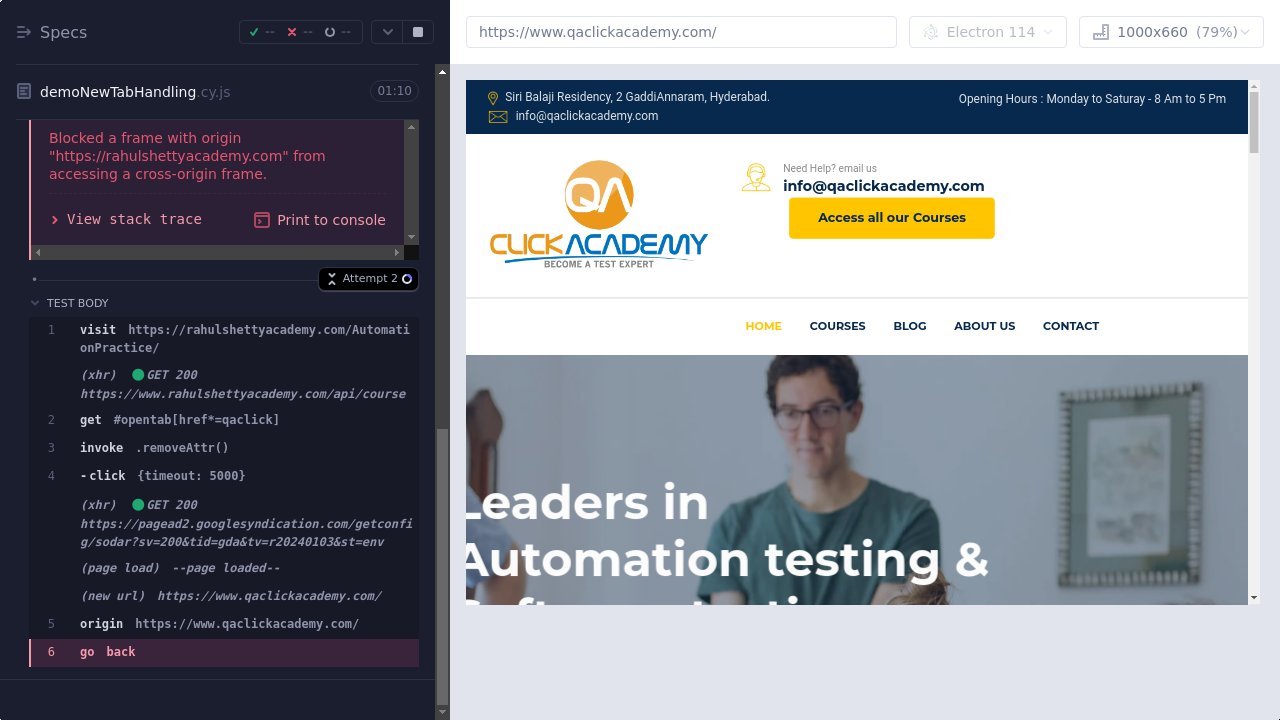 Specs
--
--
--
https://www.qaclickacademy.com/
Electron 114
1000x660 (79%)
demoNewTabHandling.cy.js
01:10
Blocked a frame with origin
"https://rahulshettyacademy.com" from
accessing a cross-origin frame.
View stack trace
Print to console
Attempt 2
TEST BODY
1 visit https://rahulshettyacademy.com/Automati
onPractice/
(xhr) GET 200
https://www.rahulshettyacademy.com/api/course
2 get #opentab[href*=qaclick]
3 invoke .removeAttr()
4 -click {timeout: 5000}
(xhr) GET 200
https://pagead2.googlesyndication.com/getconfi
g/sodar?sv=200&tid=gda&tv=r20240103&st=env
(page load) --page loaded--
(new url) https://www.qaclickacademy.com/
5 origin https://www.qaclickacademy.com/
6 go back
Siri Balaji Residency, 2 GaddiAnnaram, Hyderabad.
info@qaclickacademy.com
Opening Hours : Monday to Saturay - 8 Am to 5 Pm
QA
CLICKACADEMY
BECOME A TEST EXPERT
Need Help? email us
info@qaclickacademy.com
Access all our Courses
HOME
COURSES
BLOG
ABOUT US
CONTACT
Leaders in
Automation testing &